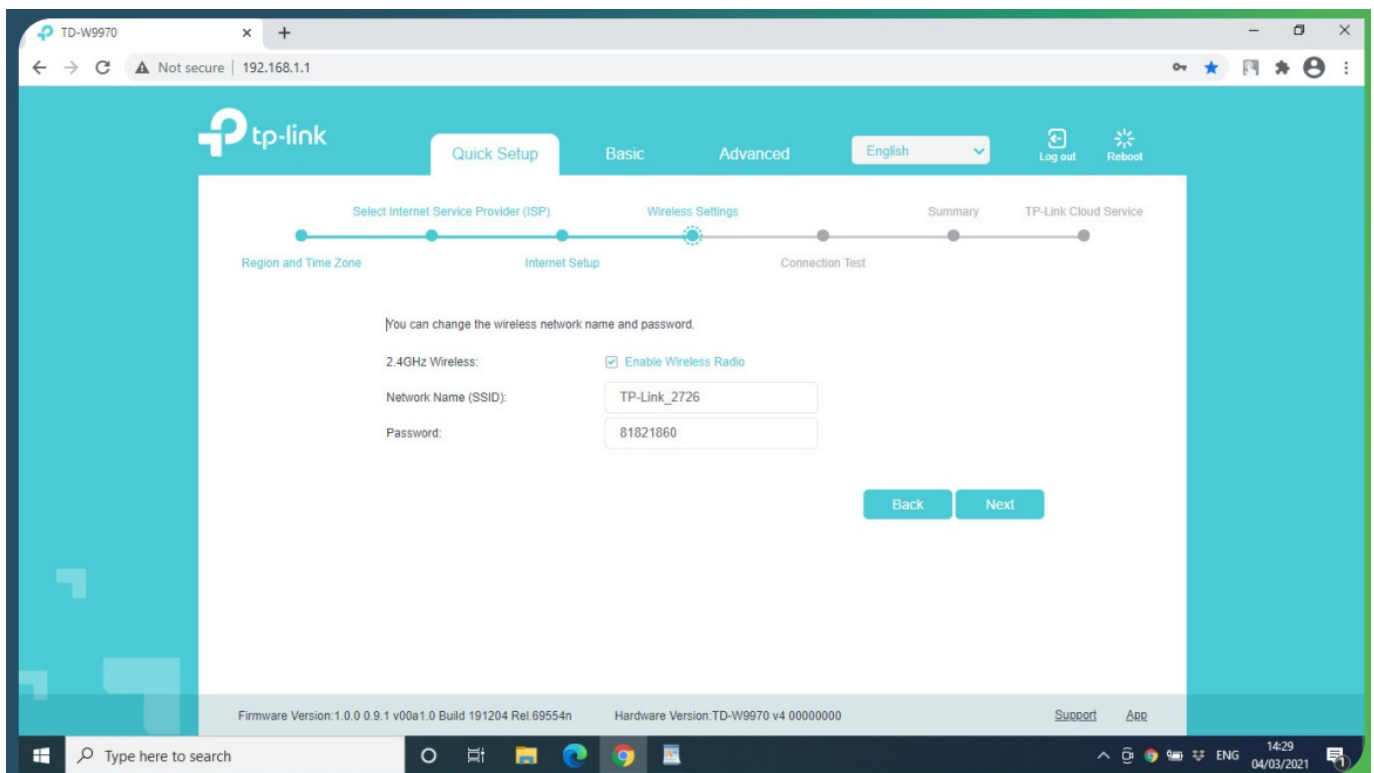 TD-W9970
Not secure | 192.168.1.1
tp-link
Quick Setup Basic Advanced English Log out Reboot
Select Internet Service Provider (ISP) Wireless Settings Summary TP-Link Cloud Service
Region and Time Zone Internet Setup Connection Test
You can change the wireless network name and password.
2.4GHz Wireless: Enable Wireless Radio
Network Name (SSID): TP-Link_2726
Password: 81821860
Back Next
Firmware Version:1.0.0 0.9.1 v00a1.0 Build 191204 Rel.69554n Hardware Version:TD-W9970 v4 00000000 Support App
Type here to search ENG 14:29
04/03/2021 1